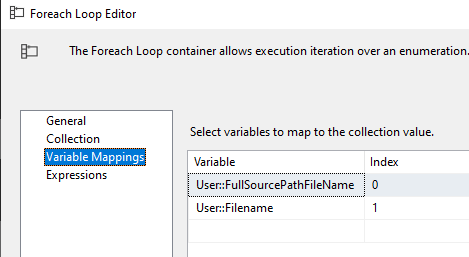 Foreach Loop Editor
The Foreach Loop container allows execution iteration over an enumeration.
General
Collection
Variable Mappings
Expressions
Select variables to map to the collection value.
Variable Index
User::FullSourcePathFileName 0
User::Filename 1